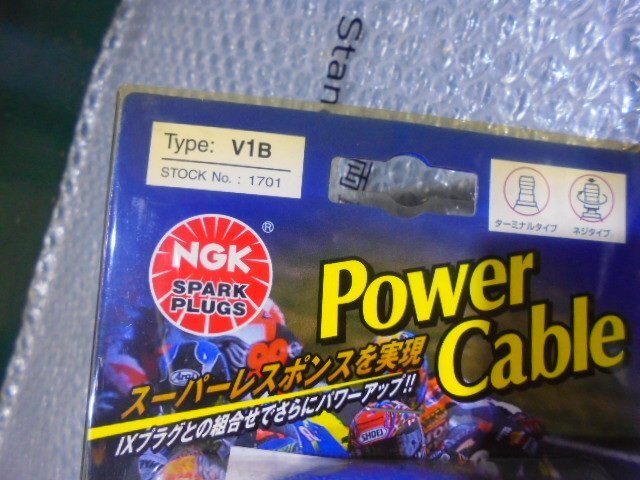 Stan
Type: V1B
STOCK No. : 1701
ターミナルタイプ
ネジタイプ
NGK
®
SPARK
PLUGS
Power
Cable
スーパーレスポンスを実現
IXプラグとの組合せでさらにパワーアップ!!
Arai
SHOEI